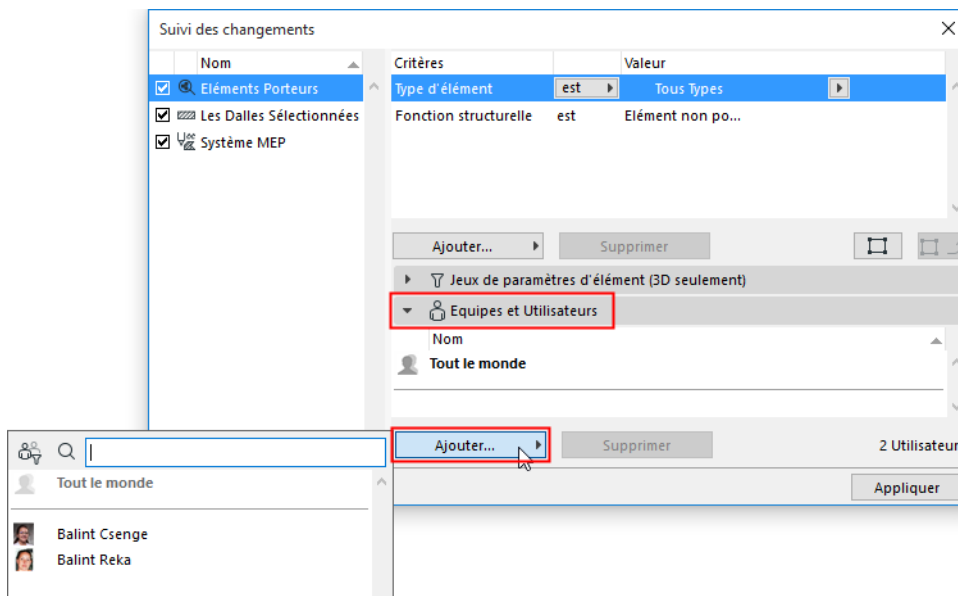 Suivi des changements
Nom
Eléments Porteurs
Les Dalles Sélectionnées
Système MEP
Critères Valeur
Type d'élément est Tous Types
Fonction structurelle est Elément non po...
Ajouter... Supprimer
Jeux de paramètres d'élément (3D seulement)
Equipes et Utilisateurs
Nom
Tout le monde
Ajouter... Supprimer 2 Utilisateur
Appliquer
Tout le monde
Balint Csenge
Balint Reka